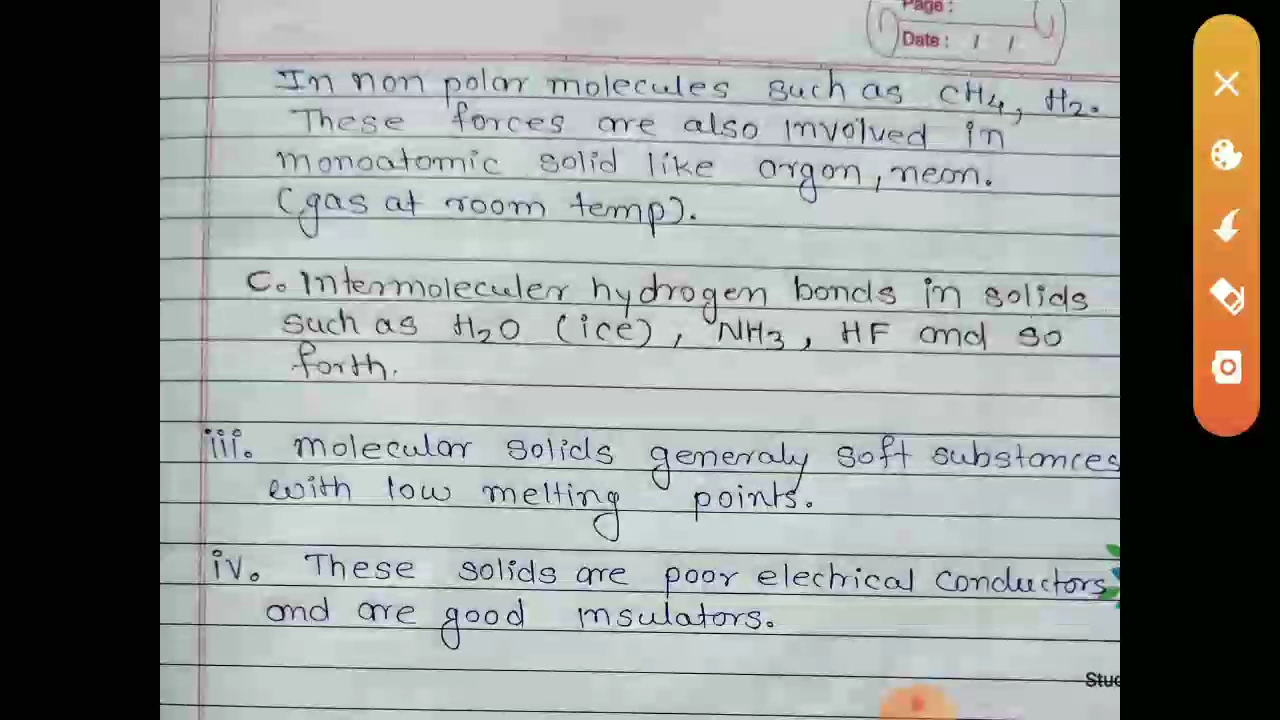 Page :
Date : / /
In non polar molecules such as CH4, H2.
These forces are also involved in
monoatomic solid like argon, neon.
(gas at room temp).
C. Intermoleculer hydrogen bonds in solids
such as H2O (ice), NH3, HF and so
forth.
iii. molecular solids generaly soft substances
with low melting points.
iv. These solids are poor electrical conductors
and are good insulators.